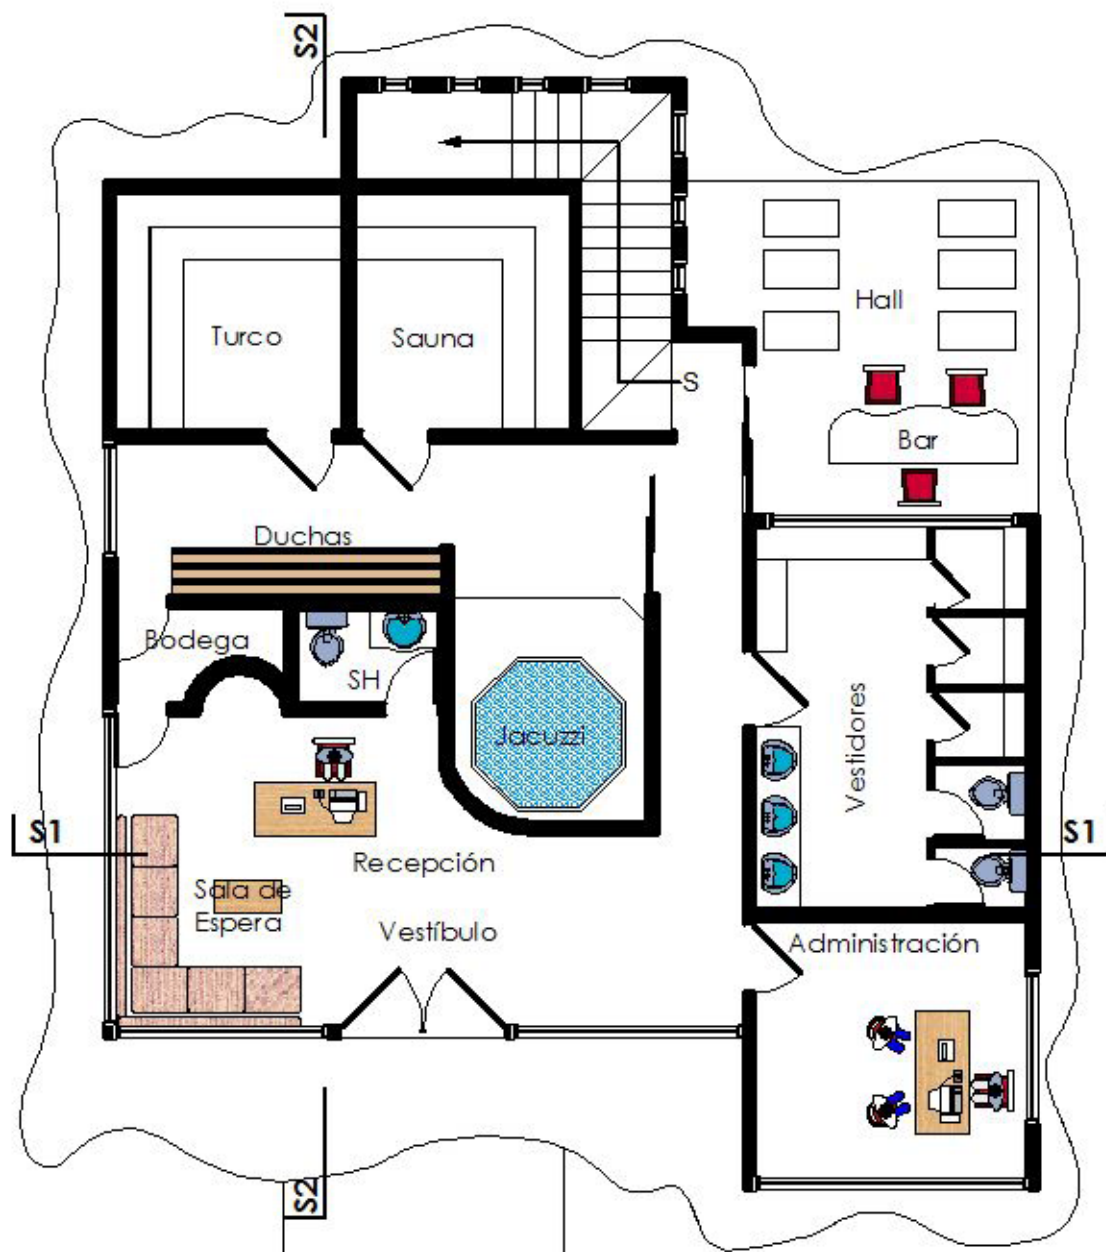 S2
Hall
Turco
Sauna
S
Bar
Duchas
Bodega
SH
Jacuzzi
Vestidores
S1
S1
Recepción
Sala de
Espera
Vestíbulo
Administración
S2